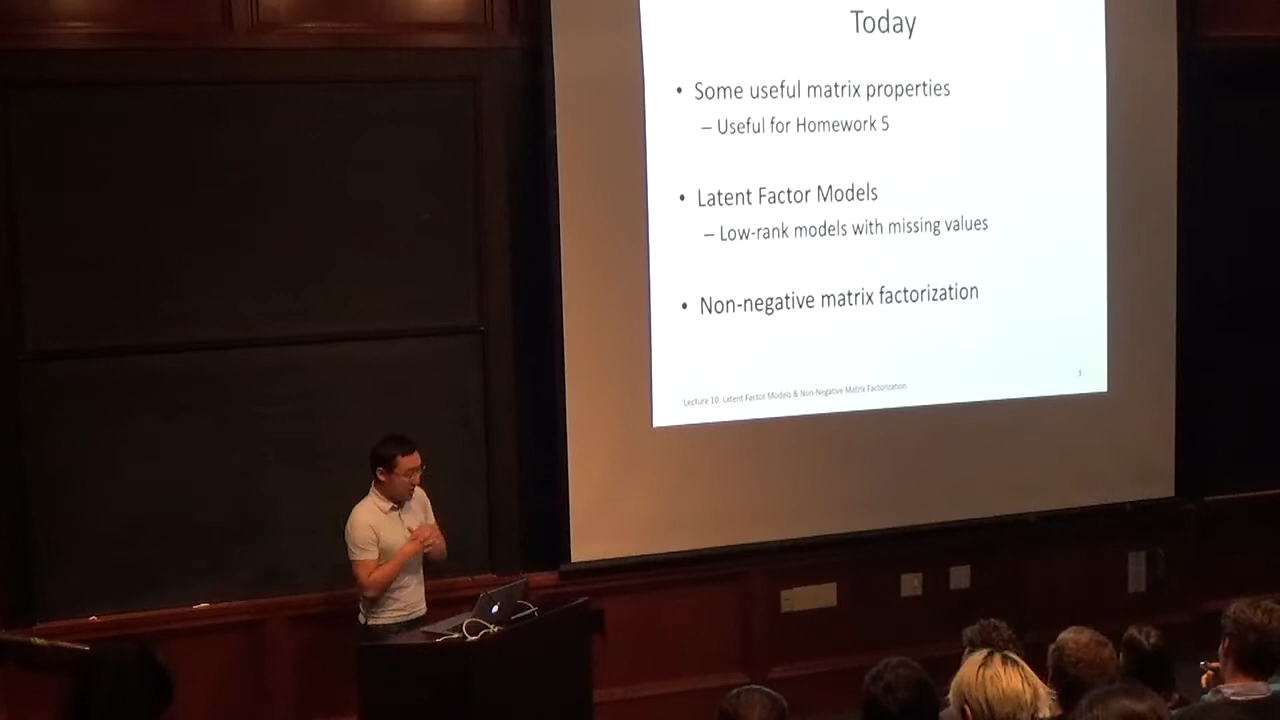 Today
• Some useful matrix properties
– Useful for Homework 5
• Latent Factor Models
– Low-rank models with missing values
• Non-negative matrix factorization
Lecture 10: Latent Factor Models & Non-Negative Matrix Factorization
3